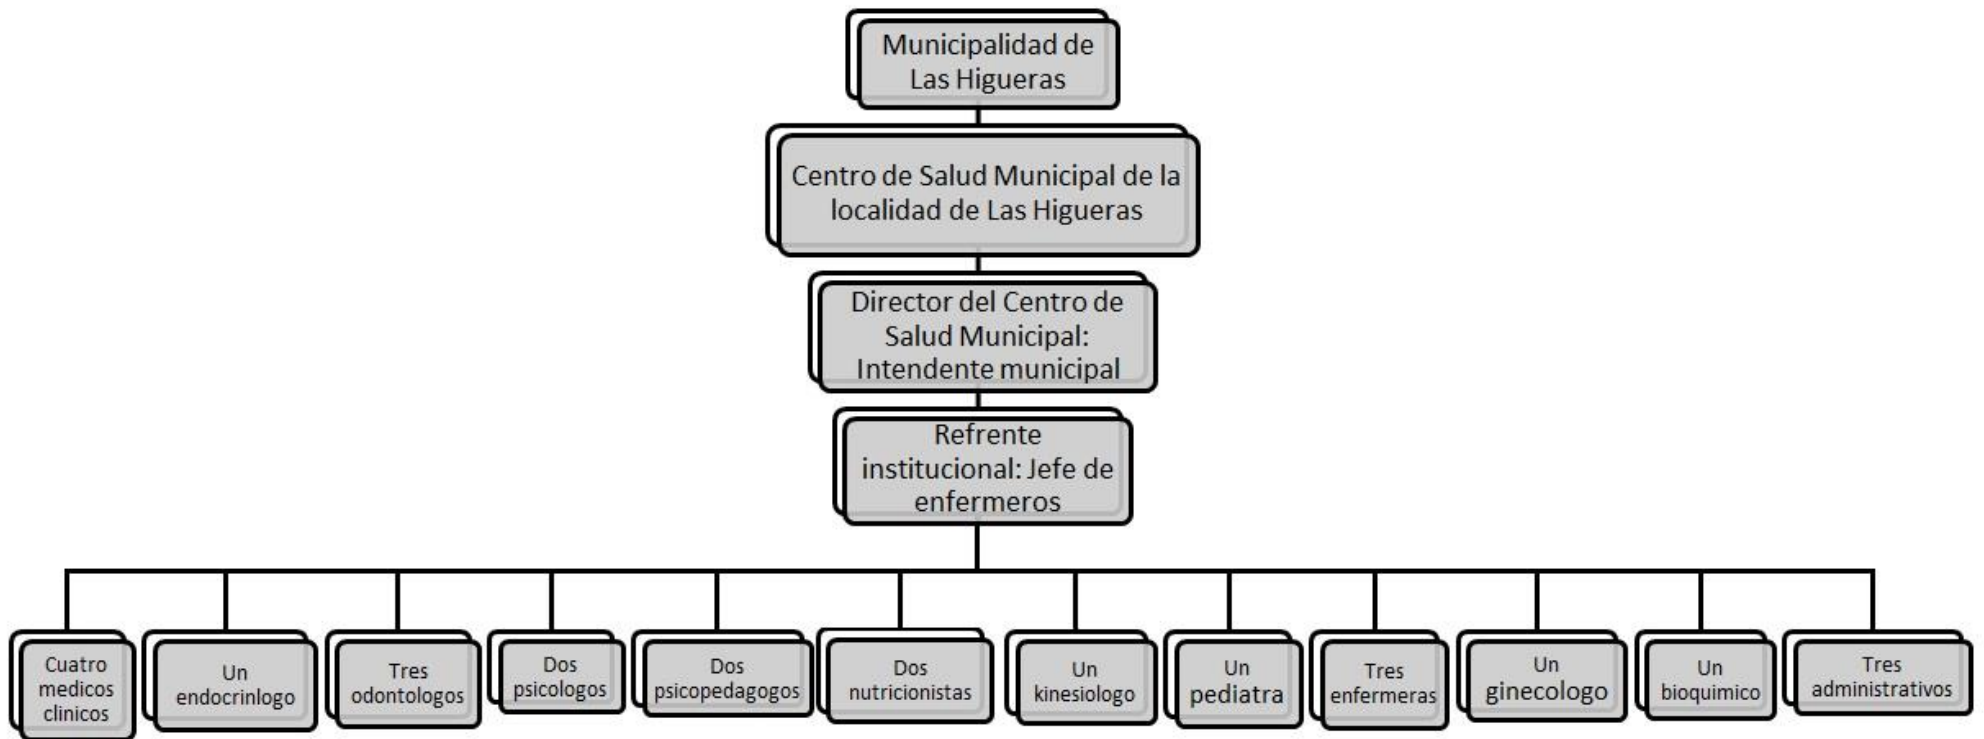 Municipalidad de
Las Higueras
Centro de Salud Municipal de la
localidad de Las Higueras
Director del Centro de
Salud Municipal:
Intendente municipal
Refrente
institucional: Jefe de
enfermeros
Cuatro
medicos
clinicos
Un
endocrinlogo
Tres
odontologos
Dos
psicologos
Dos
psicopedagogos
Dos
nutricionistas
Un
kinesiologo
Un
pediatra
Tres
enfermeras
Un
ginecologo
Un
bioquimico
Tres
administrativos